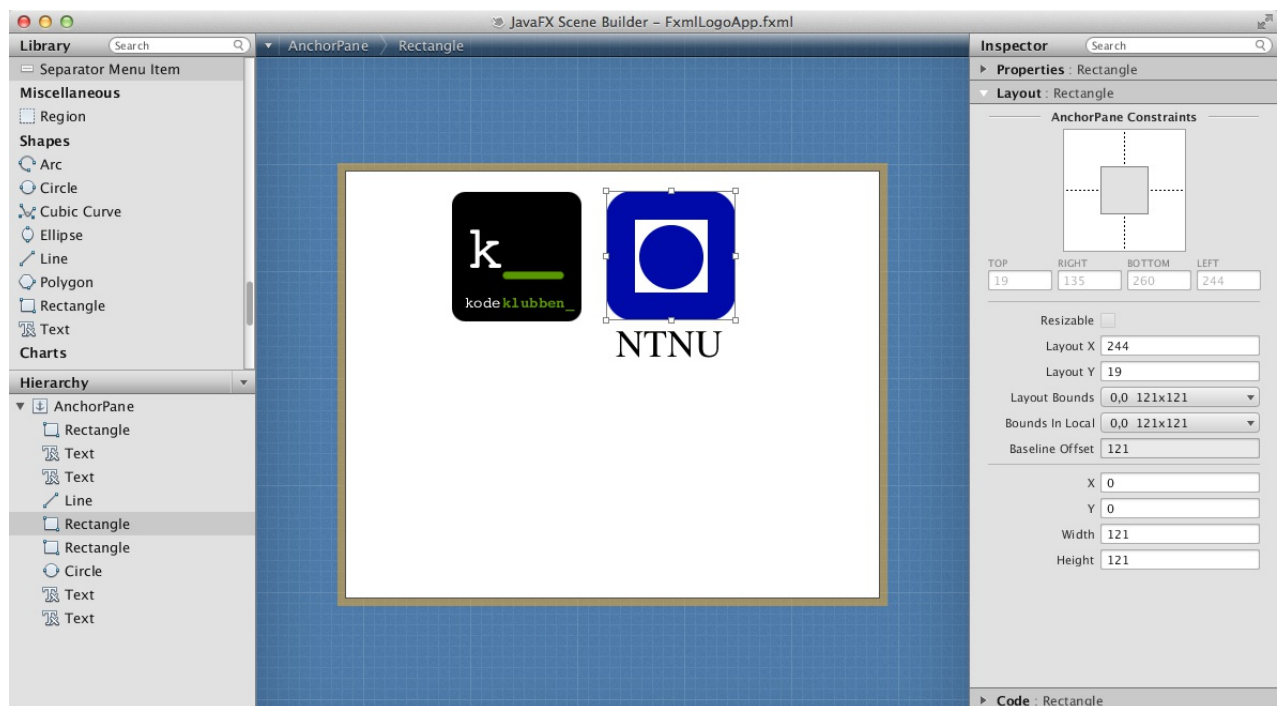 JavaFX Scene Builder – FxmlLogoApp.fxml
Library
Search
Separator Menu Item
Miscellaneous
Region
Shapes
Arc
Circle
Cubic Curve
Ellipse
Line
Polygon
Rectangle
Text
Charts
Hierarchy
AnchorPane
Rectangle
Text
Text
Line
Rectangle
Rectangle
Circle
Text
Text
AnchorPane Rectangle
k_
kodeklubben_
NTNU
Inspector
Search
Properties : Rectangle
Layout : Rectangle
AnchorPane Constraints
TOP RIGHT BOTTOM LEFT
19 135 260 244
Resizable
Layout X 244
Layout Y 19
Layout Bounds 0,0 121x121
Bounds In Local 0,0 121x121
Baseline Offset 121
X 0
Y 0
Width 121
Height 121
Code : Rectangle